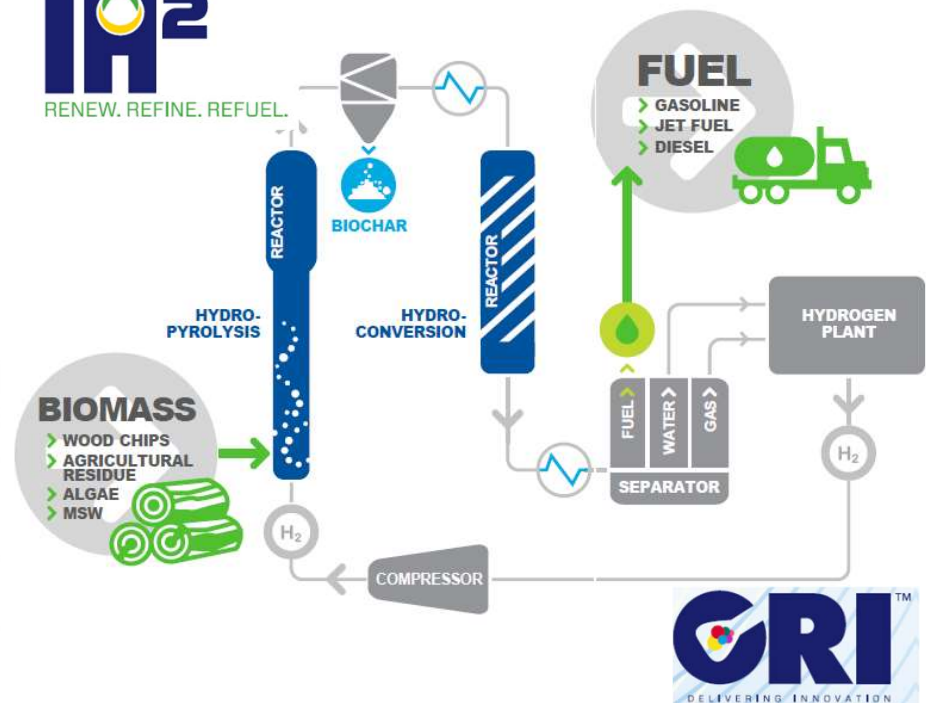 IH²
RENEW. REFINE. REFUEL.
FUEL
GASOLINE
JET FUEL
DIESEL
REACTOR
BIOCHAR
REACTOR
HYDRO-
PYROLYSIS
HYDRO-
CONVERSION
HYDROGEN
PLANT
BIOMASS
WOOD CHIPS
AGRICULTURAL
RESIDUE
ALGAE
MSW
FUEL
WATER
GAS
SEPARATOR
H₂
H₂
COMPRESSOR
CRI™
DELIVERING INNOVATION